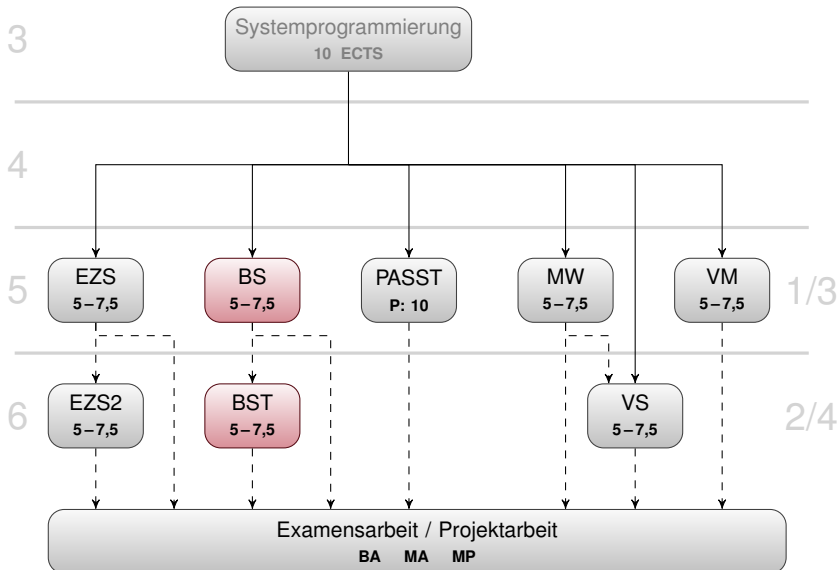 3
Systemprogrammierung
10 ECTS
4
5
EZS
5–7,5
BS
5–7,5
PASST
P: 10
MW
5–7,5
VM
5–7,5
1/3
6
EZS2
5–7,5
BST
5–7,5
VS
5–7,5
2/4
Examensarbeit / Projektarbeit
BA MA MP